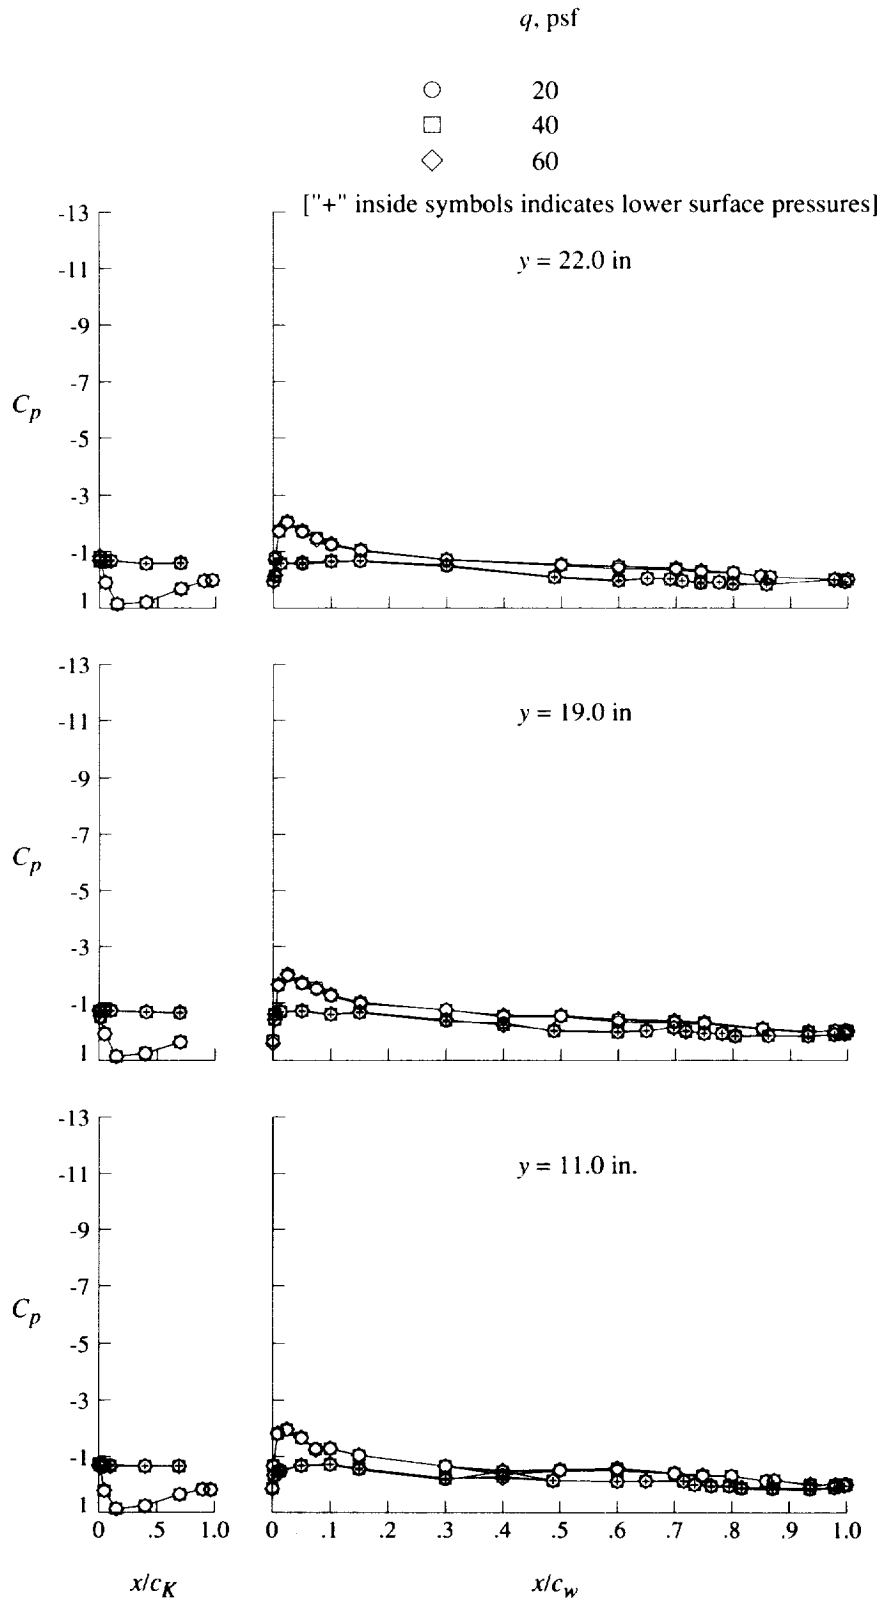 q, psf
20
40
60
["+" inside symbols indicates lower surface pressures]
-13
-11
-9
-7
-5
-3
-1
1
C_p
y = 22.0 in
-13
-11
-9
-7
-5
-3
-1
1
C_p
y = 19.0 in
-13
-11
-9
-7
-5
-3
-1
1
C_p
y = 11.0 in.
0 .5 1.0 0 .1 .2 .3 .4 .5 .6 .7 .8 .9 1.0
x/c_K x/c_w